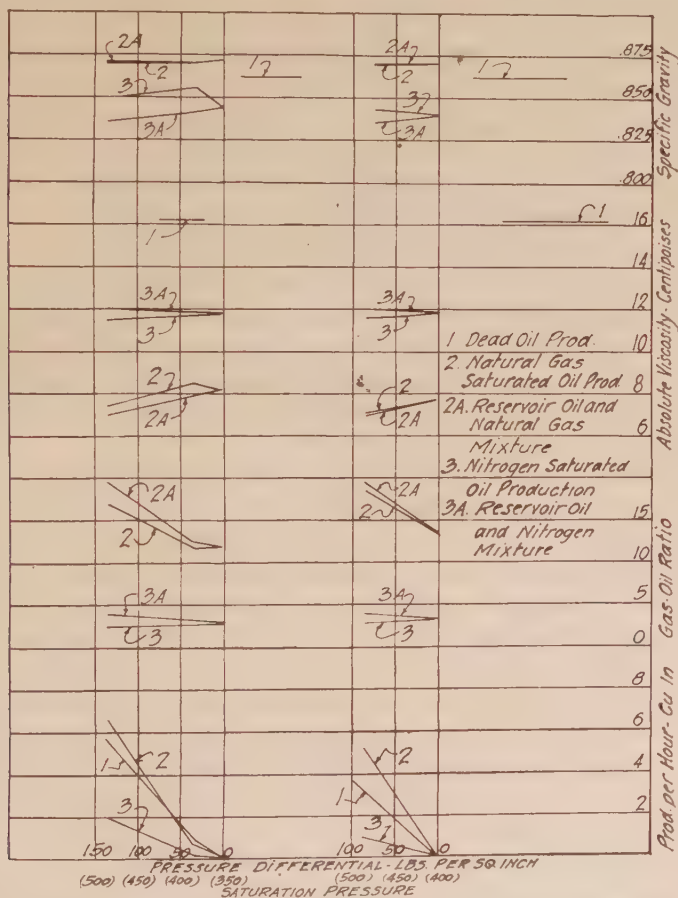 2A
2A
.875
2
2
1
1
3
3
.850
3A
3A
.825
.800
1
1
16
14
3A
3A
12
3
3
1 Dead Oil Prod.
10
2
2
2. Natural Gas
Saturated Oil Prod
8
2A
2A
2A. Reservoir Oil and
Natural Gas
6
Mixture
3. Nitrogen Saturated
2A
2A
Oil Production
15
2
2
3A. Reservoir Oil
and Nitrogen
Mixture
10
3A
3A
5
3
3
0
8
6
2
2
4
1
1
3
3
2
150 100 50 0 100 50 0
PRESSURE DIFFERENTIAL - LBS. PER SQ. INCH
(500) (450) (400) (350) (500) (450) (400)
SATURATION PRESSURE
Specific Gravity
Absolute Viscosity - Centipoises
Gas-Oil Ratio
Prod. per Hour - Cu In